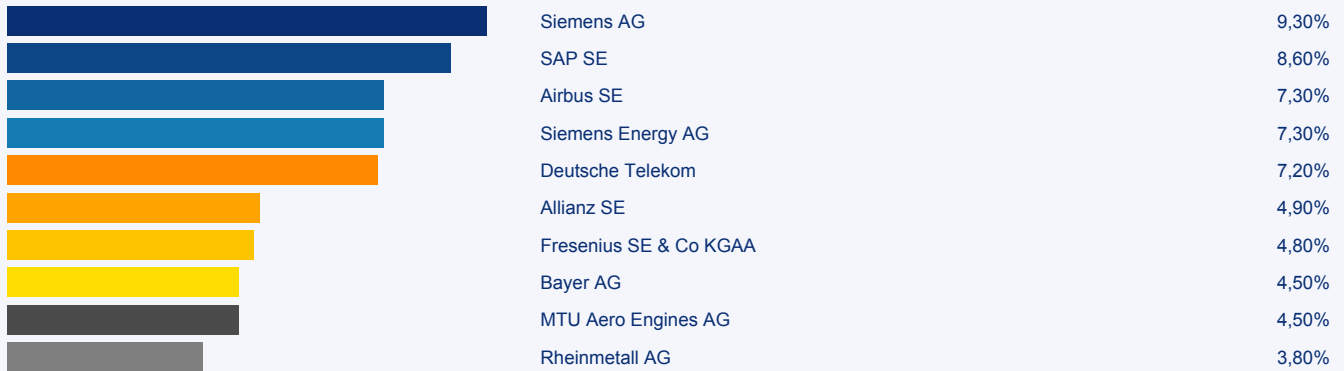 Siemens AG 9,30%
SAP SE 8,60%
Airbus SE 7,30%
Siemens Energy AG 7,30%
Deutsche Telekom 7,20%
Allianz SE 4,90%
Fresenius SE & Co KGAA 4,80%
Bayer AG 4,50%
MTU Aero Engines AG 4,50%
Rheinmetall AG 3,80%